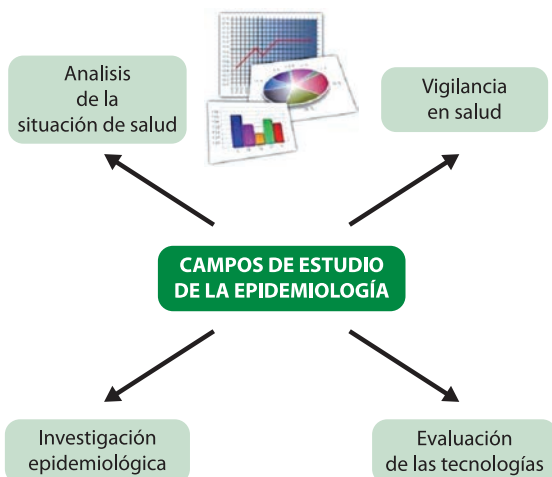 Analisis
de la
situación de salud
Vigilancia
en salud
CAMPOS DE ESTUDIO
DE LA EPIDEMIOLOGÍA
Investigación
epidemiológica
Evaluación
de las tecnologías